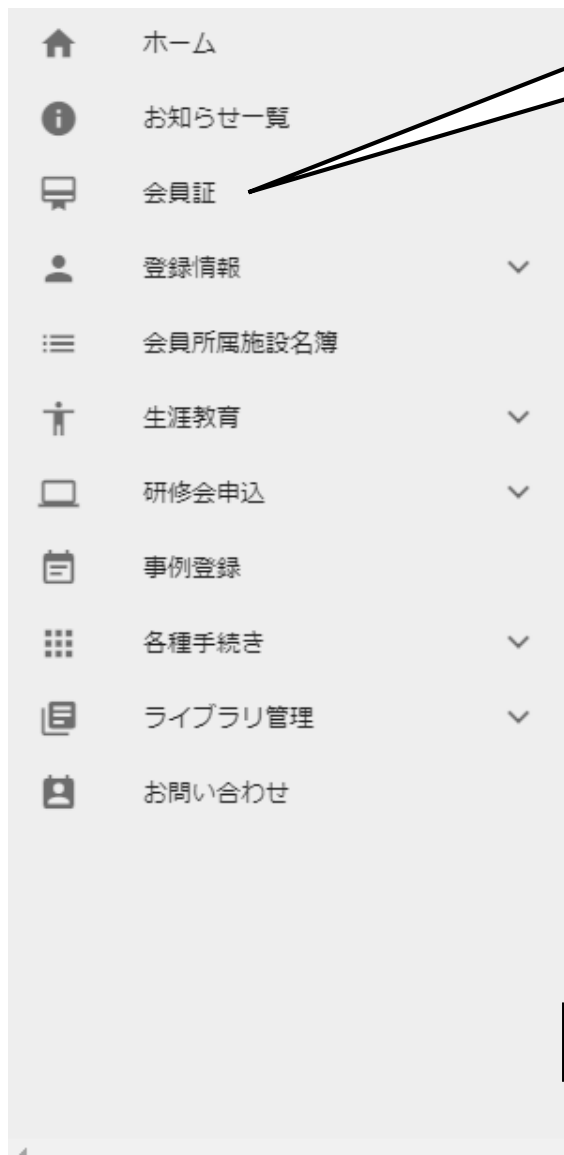 ホーム
お知らせ一覧
会員証
登録情報
会員所属施設名簿
生涯教育
研修会申込
事例登録
各種手続き
ライブラリ管理
お問い合わせ